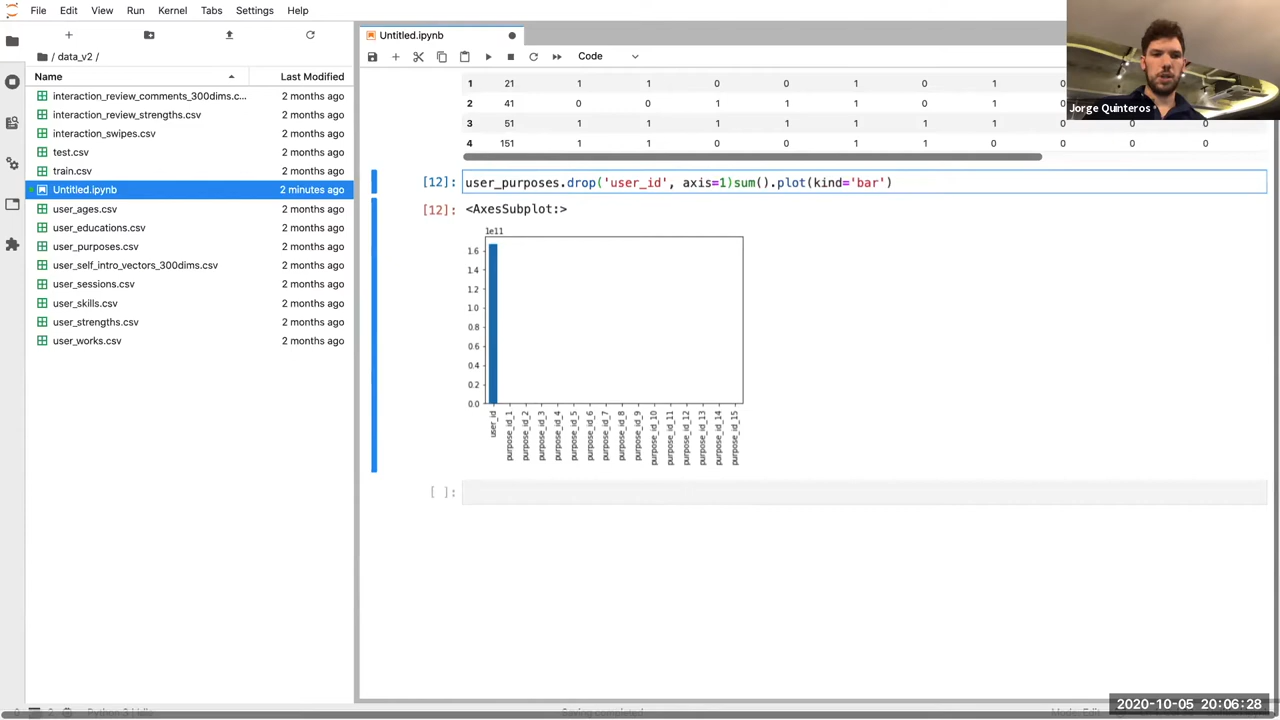 File Edit View Run Kernel Tabs Settings Help
Untitled.ipynb
/ data_v2 /
Code
Name Last Modified
interaction_review_comments_300dims.c... 2 months ago
interaction_review_strengths.csv 2 months ago
interaction_swipes.csv 2 months ago
test.csv 2 months ago
train.csv 2 months ago
Untitled.ipynb 2 minutes ago
user_ages.csv 2 months ago
user_educations.csv 2 months ago
user_purposes.csv 2 months ago
user_self_intro_vectors_300dims.csv 2 months ago
user_sessions.csv 2 months ago
user_skills.csv 2 months ago
user_strengths.csv 2 months ago
user_works.csv 2 months ago
1 21 1 1 0 0 1 0 1 0
2 41 0 0 1 1 1 0 1 0
3 51 1 1 1 1 1 1 1 0 0 0
4 151 1 1 0 0 1 1 0 0 0 0
Jorge Quinteros
[12]: user_purposes.drop('user_id', axis=1)sum().plot(kind='bar')
[12]: <AxesSubplot:>
1e11
1.6
1.4
1.2
1.0
0.8
0.6
0.4
0.2
0.0
user_id
purpose_id_1
purpose_id_2
purpose_id_3
purpose_id_4
purpose_id_5
purpose_id_6
purpose_id_7
purpose_id_8
purpose_id_9
purpose_id_10
purpose_id_11
purpose_id_12
purpose_id_13
purpose_id_14
purpose_id_15
[ ]:
Saving completed
2020-10-05 20:06:28